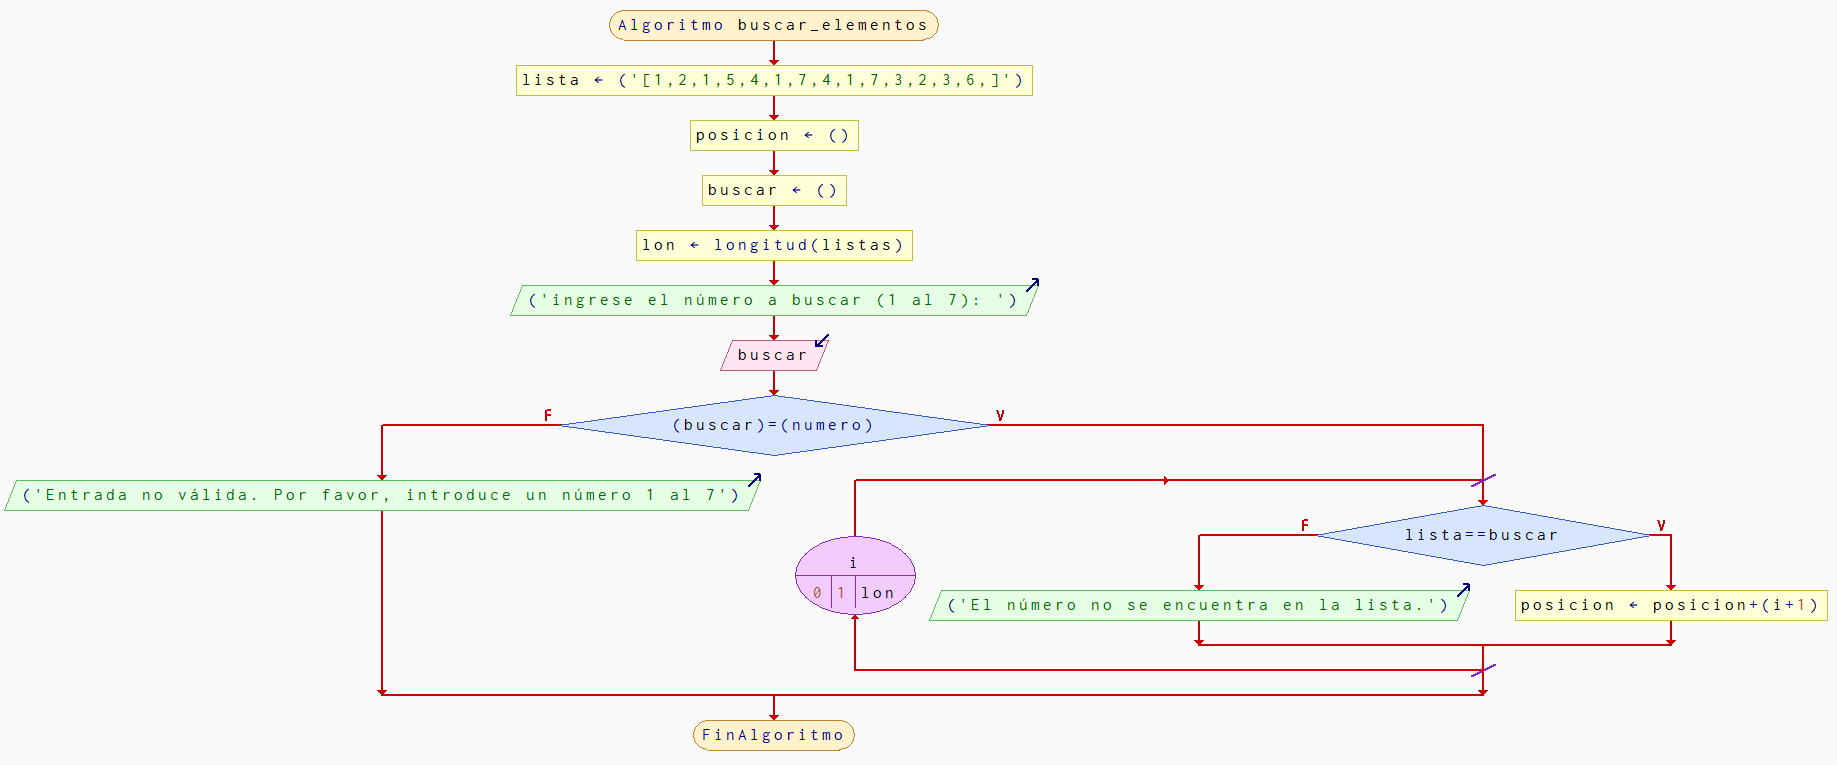 Algoritmo buscar_elementos
lista ← ('[1,2,1,5,4,1,7,4,1,7,3,2,3,6,]')
posicion ← ()
buscar ← ()
lon ← longitud(listas)
('ingrese el número a buscar (1 al 7): ')
buscar
F
V
(buscar)=(numero)
('Entrada no válida. Por favor, introduce un número 1 al 7')
F
V
lista==buscar
i
0 1 lon
('El número no se encuentra en la lista.')
posicion ← posicion+(i+1)
FinAlgoritmo